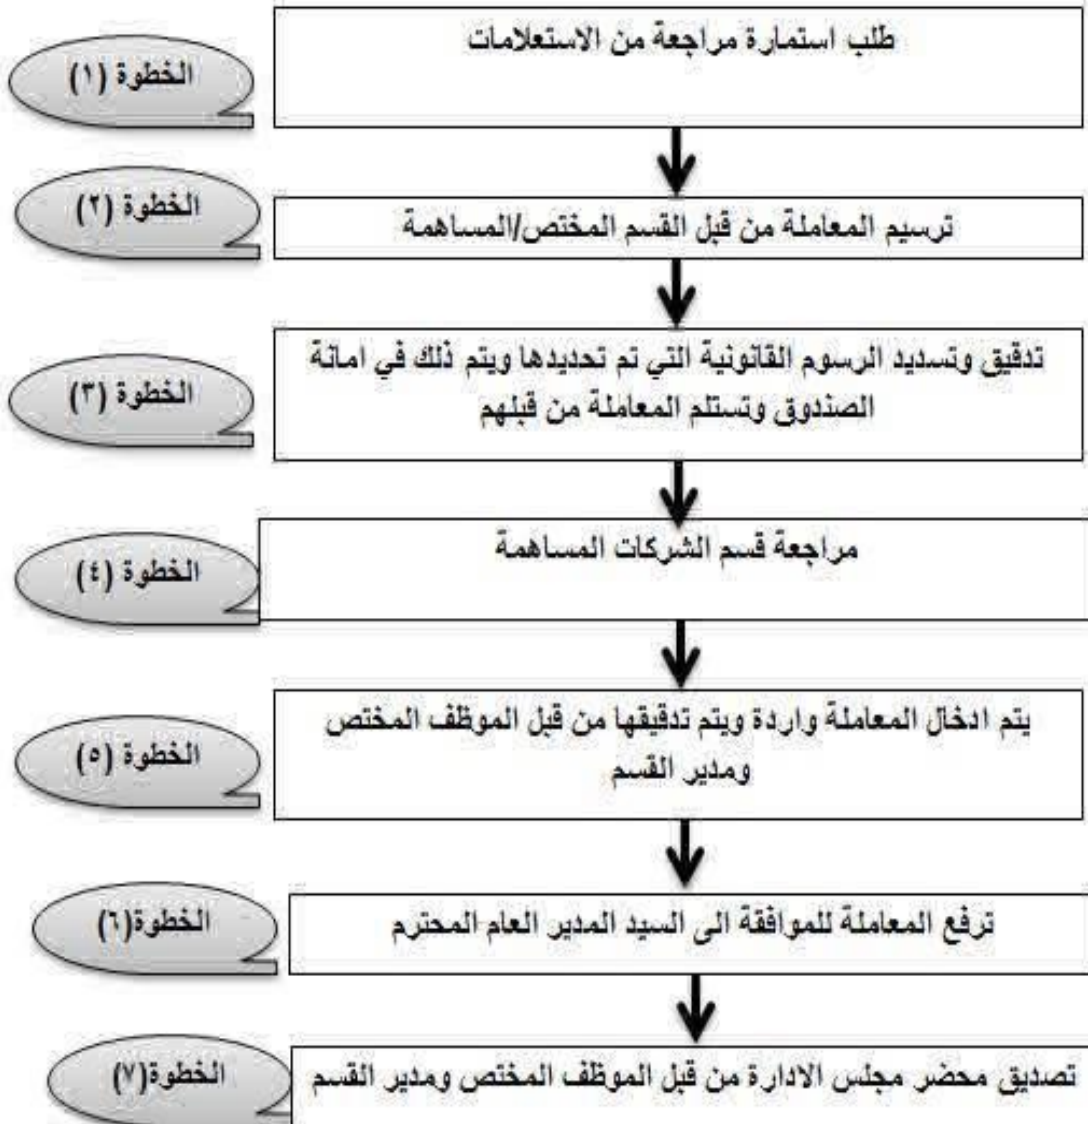 طلب استمارة مراجعة من الاستعلامات
الخطوة (١)
الخطوة (٢)
ترسيم المعاملة من قبل القسم المختص/المساهمة
تدقيق وتسديد الرسوم القانونية التي تم تحديدها ويتم ذلك في امانة
الصندوق وتستلم المعاملة من قبلهم
الخطوة (٣)
مراجعة قسم الشركات المساهمة
الخطوة (٤)
يتم ادخال المعاملة واردة ويتم تدقيقها من قبل الموظف المختص
ومدير القسم
الخطوة (٥)
ترفع المعاملة للموافقة الى السيد المدير العام المحترم
الخطوة(٦)
تصديق محضر مجلس الادارة من قبل الموظف المختص ومدير القسم
الخطوة(٧)